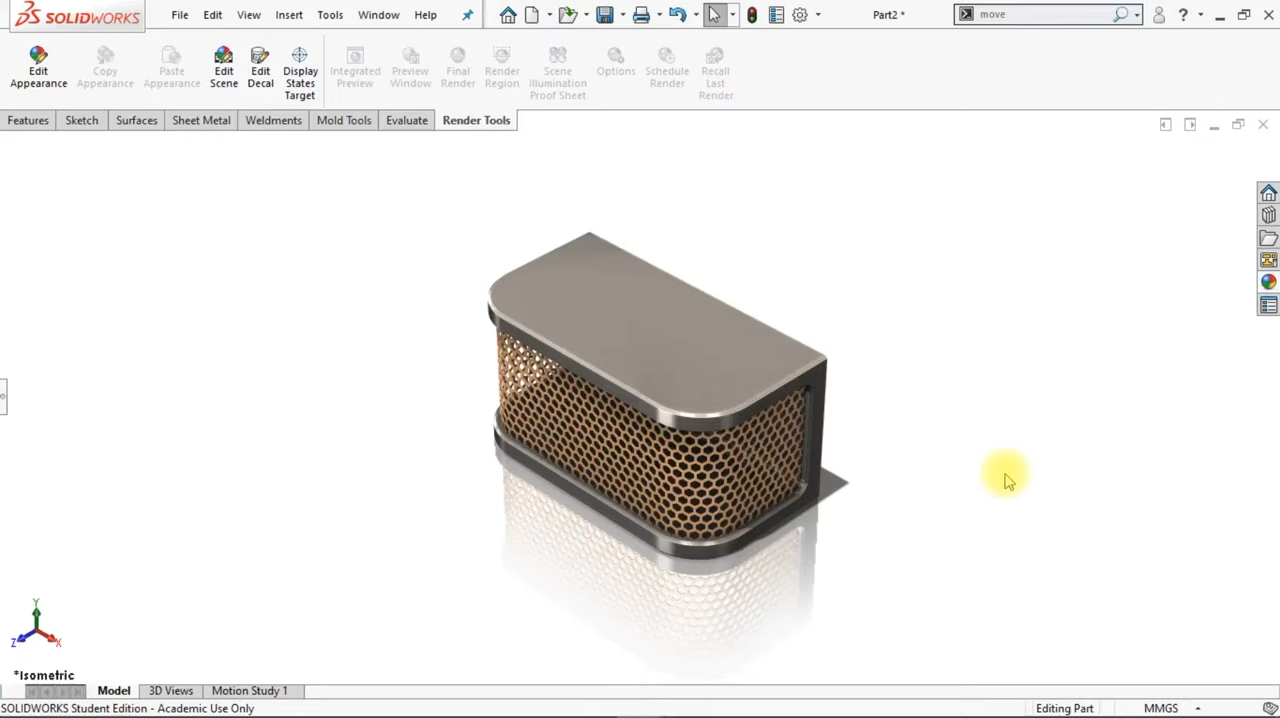 SOLIDWORKS File Edit View Insert Tools Window Help Part2 * move ?
Edit Appearance
Copy Appearance
Paste Appearance
Edit Scene
Edit Decal
Display States Target
Integrated Preview
Preview Window
Final Render
Render Region
Scene Illumination Proof Sheet
Options
Schedule Render
Recall Last Render
Features Sketch Surfaces Sheet Metal Weldments Mold Tools Evaluate Render Tools
Y
Z X
*Isometric
Model 3D Views Motion Study 1
SOLIDWORKS Student Edition - Academic Use Only Editing Part MMGS